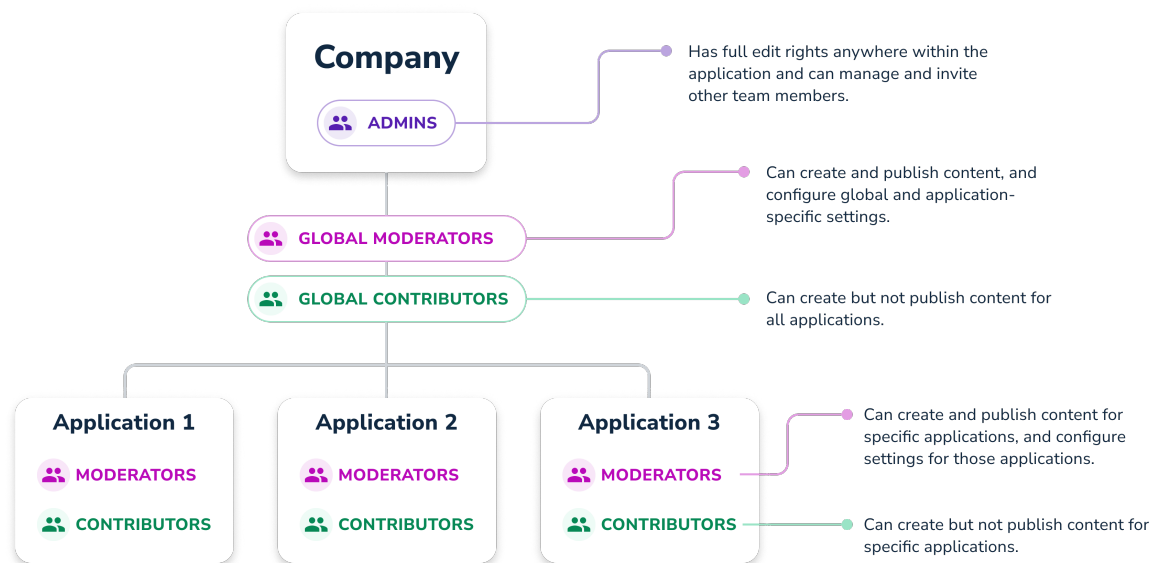 Company
ADMINS
Has full edit rights anywhere within the
application and can manage and invite
other team members.
GLOBAL MODERATORS
Can create and publish content, and
configure global and application-
specific settings.
GLOBAL CONTRIBUTORS
Can create but not publish content for
all applications.
Application 1
MODERATORS
CONTRIBUTORS
Application 2
MODERATORS
CONTRIBUTORS
Application 3
MODERATORS
CONTRIBUTORS
Can create and publish content for
specific applications, and configure
settings for those applications.
Can create but not publish content for
specific applications.